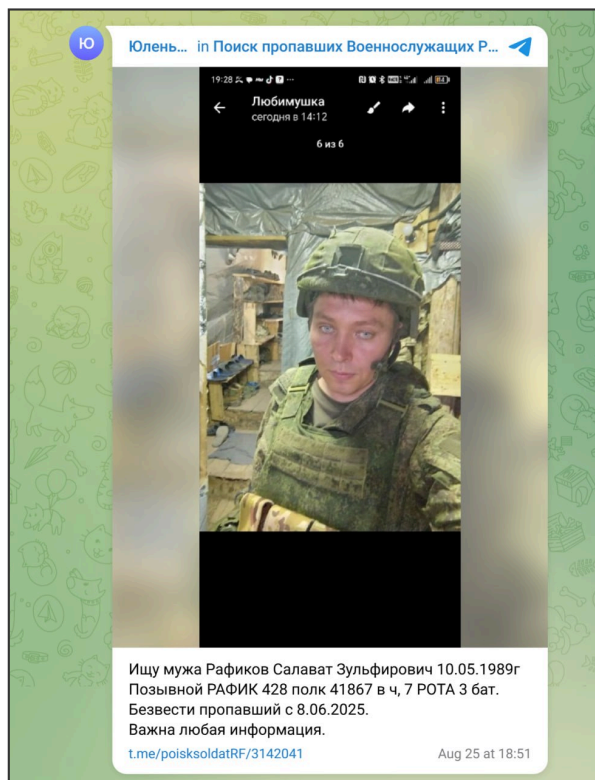 Ю
Юлень... in Поиск пропавших Военнослужащих Р...
19:28
Любимушка
сегодня в 14:12
6 из 6
Ищу мужа Рафиков Салават Зульфирович 10.05.1989г
Позывной РАФИК 428 полк 41867 в ч, 7 РОТА 3 бат.
Безвести пропавший с 8.06.2025.
Важна любая информация.
t.me/poisksoldatRF/3142041
Aug 25 at 18:51